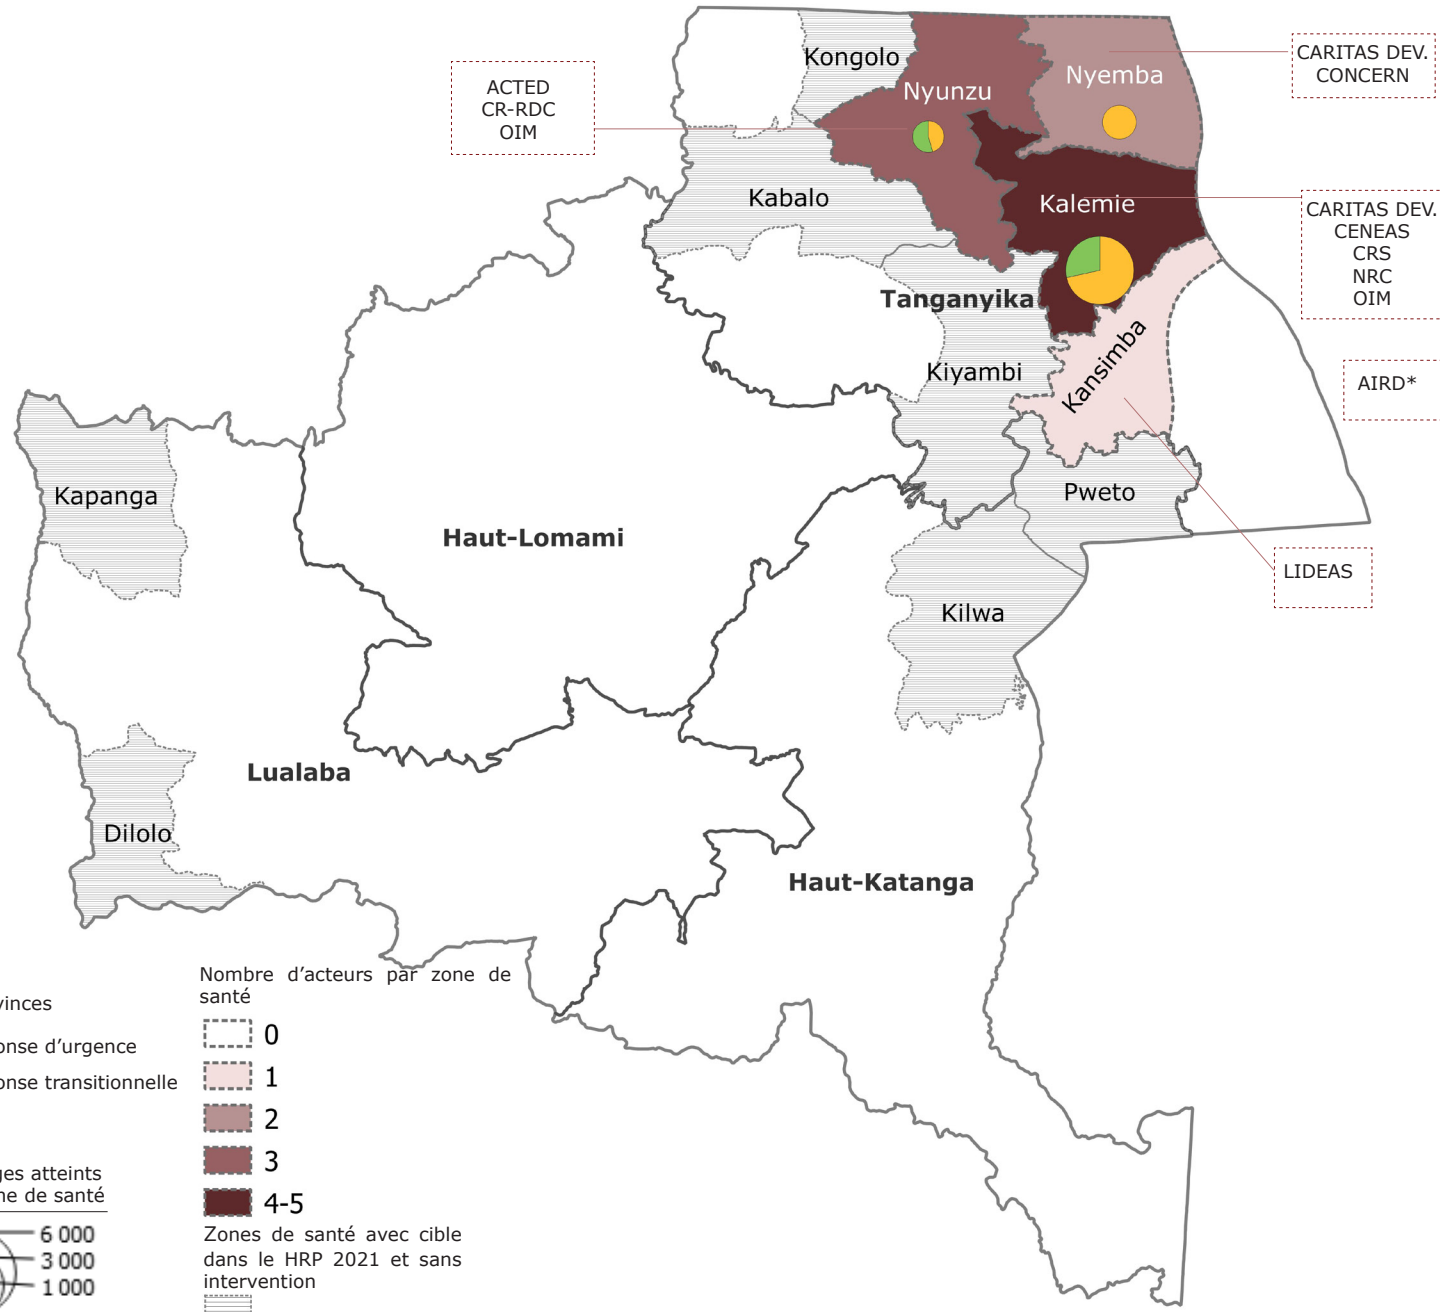 Kongolo
Nyunzu
Nyemba
CARITAS DEV.
CONCERN
ACTED
CR-RDC
OIM
Kabalo
Kalemie
CARITAS DEV.
CENEAS
CRS
NRC
OIM
Tanganyika
Kiyambi
Kansimba
AIRD*
Kapanga
Pweto
Haut-Lomami
LIDEAS
Kilwa
Lualaba
Dilolo
Haut-Katanga
vinces
onse d'urgence
onse transitionnelle
ges atteints
ne de santé
6 000
3 000
1 000
Nombre d'acteurs par zone de
santé
0
1
2
3
4-5
Zones de santé avec cible
dans le HRP 2021 et sans
intervention